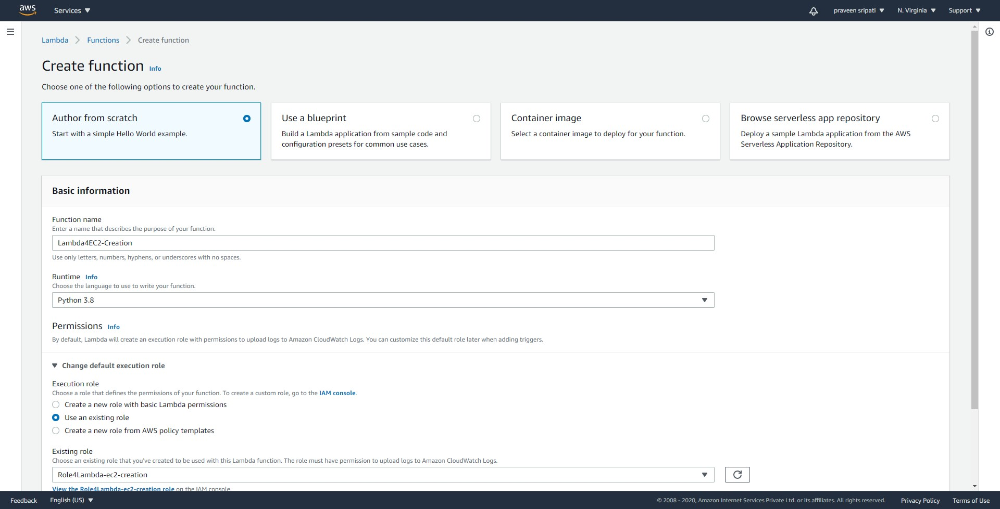 aws Services praveen sripati N. Virginia Support
Lambda Functions Create function
Create function Info
Choose one of the following options to create your function.
Author from scratch
Start with a simple Hello World example.
Use a blueprint
Build a Lambda application from sample code and
configuration presets for common use cases.
Container image
Select a container image to deploy for your function.
Browse serverless app repository
Deploy a sample Lambda application from the AWS
Serverless Application Repository.
Basic information
Function name
Enter a name that describes the purpose of your function.
Lambda4EC2-Creation
Use only letters, numbers, hyphens, or underscores with no spaces.
Runtime Info
Choose the language to use to write your function.
Python 3.8
Permissions Info
By default, Lambda will create an execution role with permissions to upload logs to Amazon CloudWatch Logs. You can customize this default role later when adding triggers.
Change default execution role
Execution role
Choose a role that defines the permissions of your function. To create a custom role, go to the IAM console.
Create a new role with basic Lambda permissions
Use an existing role
Create a new role from AWS policy templates
Existing role
Choose an existing role that you've created to be used with this Lambda function. The role must have permission to upload logs to Amazon CloudWatch Logs.
Role4Lambda-ec2-creation
View the Role4Lambda-ec2-creation role on the IAM console.
Feedback English (US) © 2008 - 2020, Amazon Internet Services Private Ltd. or its affiliates. All rights reserved. Privacy Policy Terms of Use